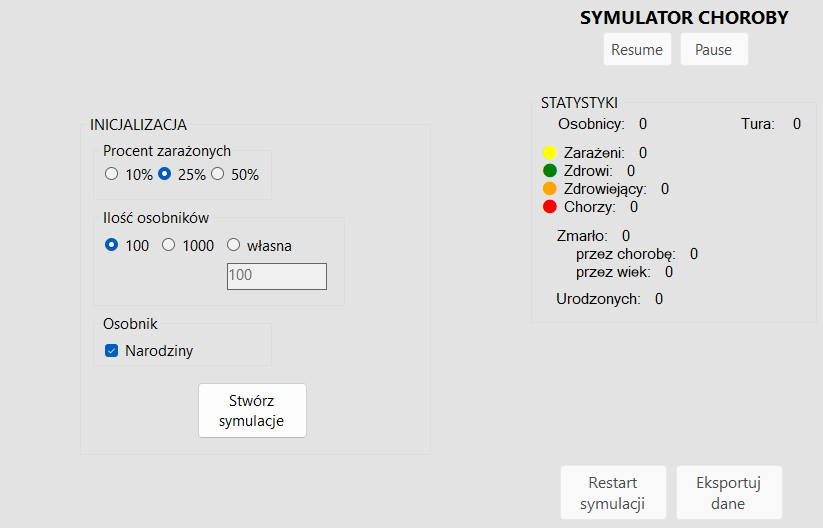 SYMULATOR CHOROBY
Resume Pause
INICJALIZACJA
Procent zarażonych
10% 25% 50%
Ilość osobników
100 1000 własna
100
Osobnik
Narodziny
Stwórz
symulacje
STATYSTYKI
Osobnicy: 0 Tura: 0
Zarażeni: 0
Zdrowi: 0
Zdrowiejący: 0
Chorzy: 0
Zmarło: 0
przez chorobę: 0
przez wiek: 0
Urodzonych: 0
Restart
symulacji
Eksportuj
dane